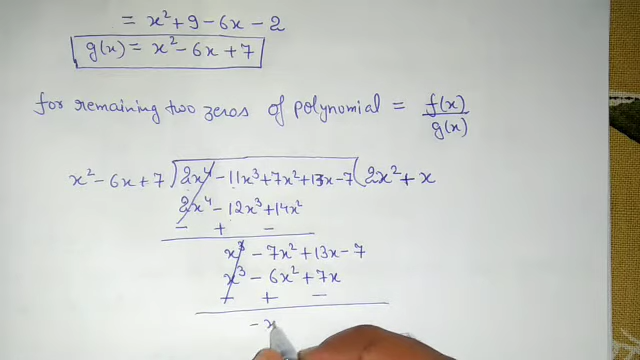 = x² + 9 - 6x - 2
g(x) = x² - 6x + 7
for remaining two zeros of polynomial = f(x)/g(x)
x² - 6x + 7 ) 2x⁴ - 11x³ + 7x² + 13x - 7 ( 2x² + x
2x⁴ - 12x³ + 14x²
- + -
x³ - 7x² + 13x - 7
x³ - 6x² + 7x
- + -
- x